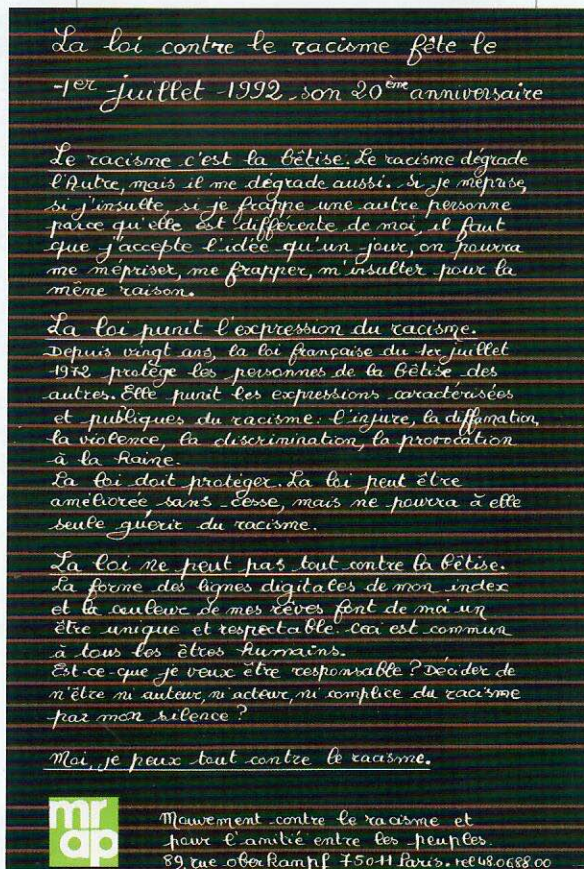 La loi contre le racisme fête le
1er juillet 1992 son 20ème anniversaire
Le racisme c'est la bêtise. Le racisme dégrade
l'Autre, mais il me dégrade aussi. Si je méprise,
si j'insulte, si je frappe une autre personne
parce qu'elle est différente de moi, il faut
que j'accepte l'idée qu'un jour, on pourra
me mépriser, me frapper, m'insulter pour la
même raison.
La loi punit l'expression du racisme.
Depuis vingt ans, la loi française du 1er juillet
1972 protège les personnes de la bêtise des
autres. Elle punit les expressions caractérisées
et publiques du racisme : l'injure, la diffamation,
la violence, la discrimination, la provocation
à la haine.
La loi doit protéger. La loi peut être
améliorée sans cesse, mais ne pourra à elle
seule guérir du racisme.
La loi ne peut pas tout contre la bêtise.
La forme des lignes digitales de mon index
et la couleur de mes rêves font de moi un
être unique et respectable. Ceci est commun
à tous les êtres humains.
Est-ce-que je veux être responsable ? Décider de
n'être ni auteur, ni acteur, ni complice du racisme
par mon silence ?
Moi, je peux tout contre le racisme.
mr
ap
Mouvement contre le racisme et
pour l'amitié entre les peuples.
89, rue oberkampf 75011 Paris. tel 48.06.88.00